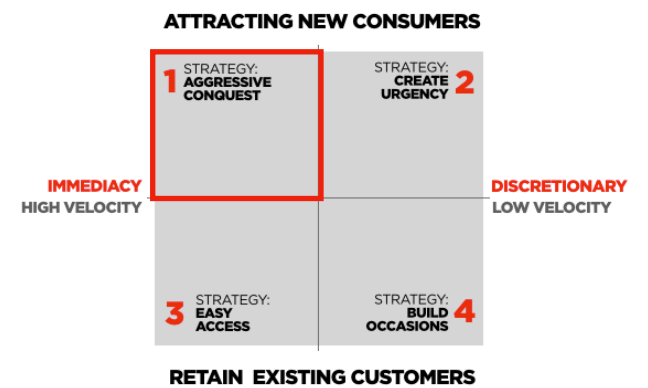 ATTRACTING NEW CONSUMERS
1 STRATEGY:
AGGRESSIVE
CONQUEST
STRATEGY:
CREATE
URGENCY
2
IMMEDIACY
HIGH VELOCITY
DISCRETIONARY
LOW VELOCITY
3 STRATEGY:
EASY
ACCESS
STRATEGY:
BUILD
OCCASIONS
4
RETAIN EXISTING CUSTOMERS